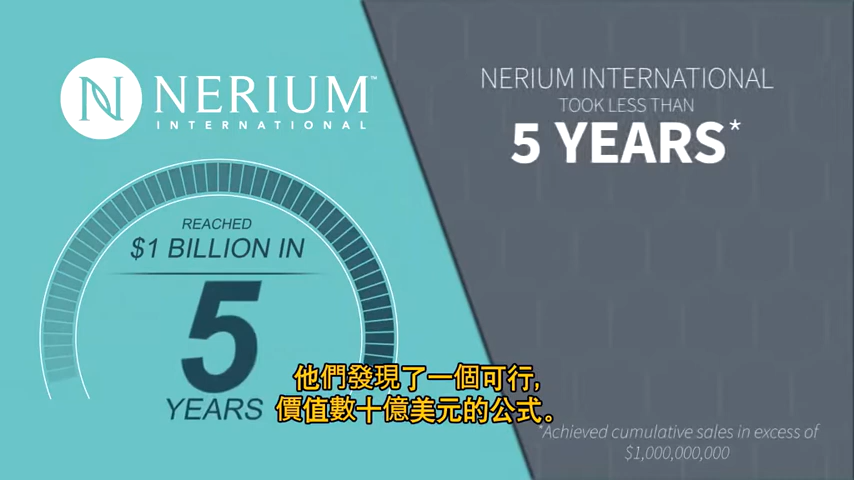 NERIUM™
INTERNATIONAL
REACHED
$1 BILLION IN
5
YEARS
NERIUM INTERNATIONAL
TOOK LESS THAN
5 YEARS*
*Achieved cumulative sales in excess of
$1,000,000,000
他們發現了一個可行,
價值數十億美元的公式。